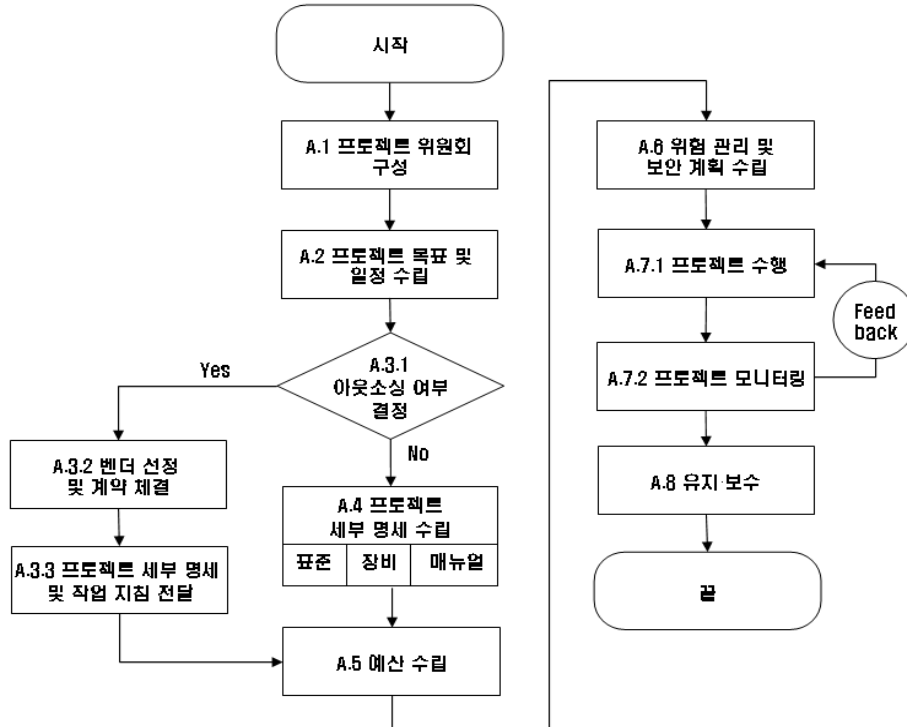 시작
A.1 프로젝트 위원회
구성
A.2 프로젝트 목표 및
일정 수립
A.3.1
아웃소싱 여부
결정
Yes
No
A.3.2 벤더 선정
및 계약 체결
A.3.3 프로젝트 세부 명세
및 작업 지침 전달
A.4 프로젝트
세부 명세 수립
표준
장비
매뉴얼
A.5 예산 수립
A.6 위험 관리 및
보안 계획 수립
A.7.1 프로젝트 수행
Feed
back
A.7.2 프로젝트 모니터링
A.8 유지·보수
끝